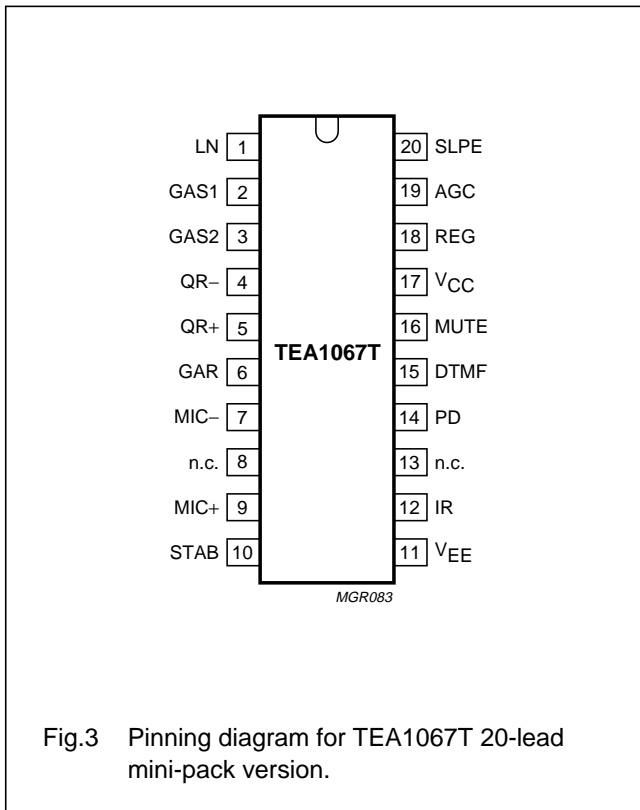 LN 1
GAS1 2
GAS2 3
QR− 4
QR+ 5
GAR 6
MIC− 7
n.c. 8
MIC+ 9
STAB 10
TEA1067T
20 SLPE
19 AGC
18 REG
17 VCC
16 MUTE
15 DTMF
14 PD
13 n.c.
12 IR
11 VEE
MGR083
Fig.3 Pinning diagram for TEA1067T 20-lead
mini-pack version.